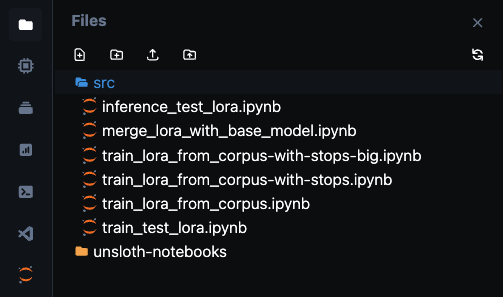 Files
src
inference_test_lora.ipynb
merge_lora_with_base_model.ipynb
train_lora_from_corpus-with-stops-big.ipynb
train_lora_from_corpus-with-stops.ipynb
train_lora_from_corpus.ipynb
train_test_lora.ipynb
unsloth-notebooks